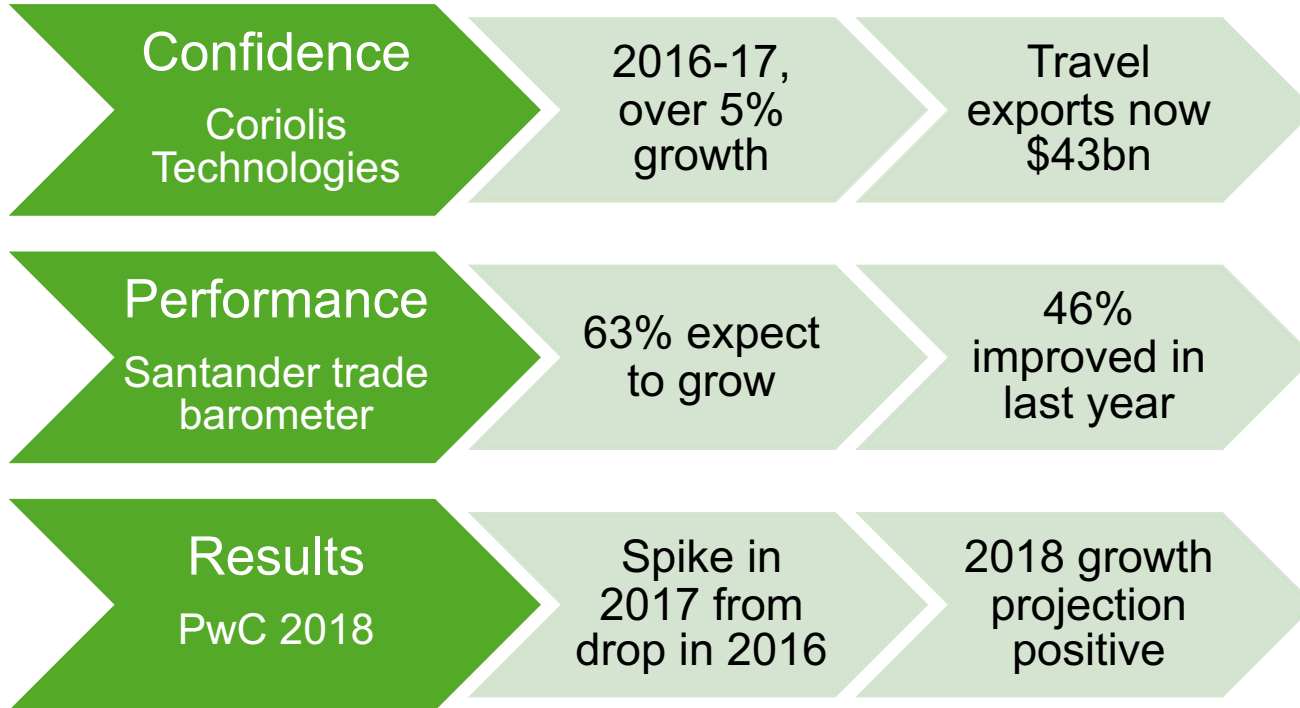 Confidence
Coriolis
Technologies
2016-17,
over 5%
growth
Travel
exports now
$43bn
Performance
Santander trade
barometer
63% expect
to grow
46%
improved in
last year
Results
PwC 2018
Spike in
2017 from
drop in 2016
2018 growth
projection
positive